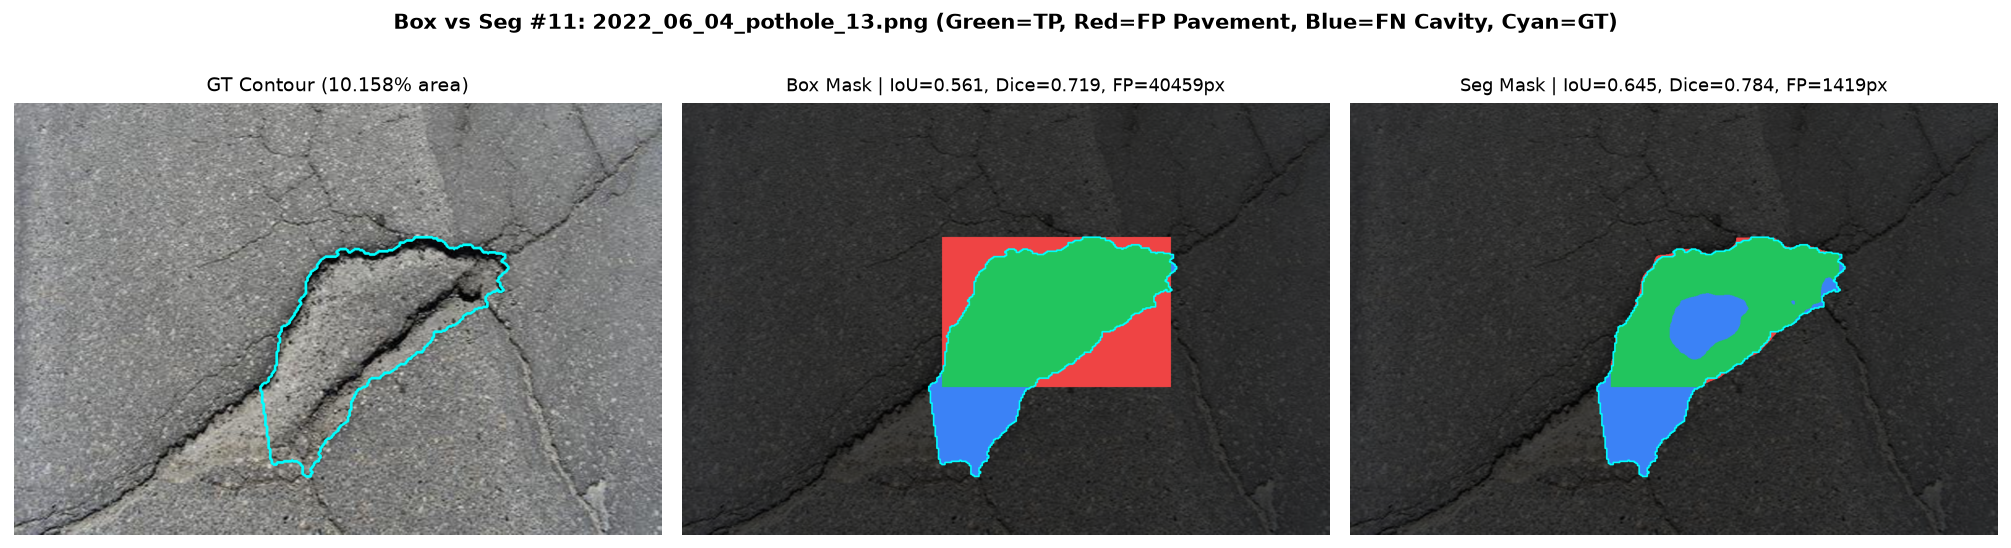 Box vs Seg #11: 2022_06_04_pothole_13.png (Green=TP, Red=FP Pavement, Blue=FN Cavity, Cyan=GT)
GT Contour (10.158% area)
Box Mask | IoU=0.561, Dice=0.719, FP=40459px
Seg Mask | IoU=0.645, Dice=0.784, FP=1419px